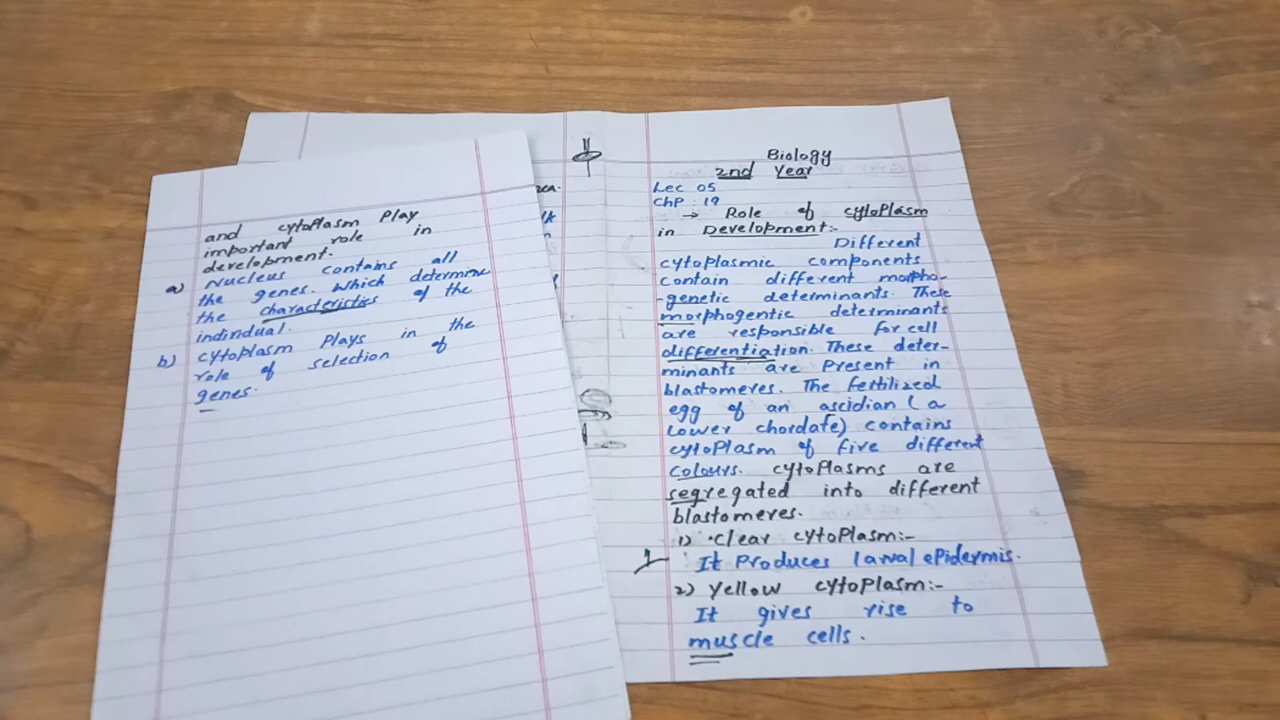 and cytoplasm play
important role in
development.
a) Nucleus contains all
the genes. Which determine
the characteristics of the
indiridual.
b) cytoplasm plays in the
role of selection of
genes.
Biology
2nd Year
Lec 05
Chp : 19
→ Role of cytoplasm
in Development:-
Different
cytoplasmic components
contain different morpho-
-genetic determinants. These
morphogentic determinants
are responsible for cell
differentiation. These deter-
minants are Present in
blastomeres. The fertilized
egg of an ascidian (a
lower chordate) contains
cytoplasm of five different
colours. cytoplasms are
segregated into different
blastomeres.
1) clear cytoplasm:-
It Produces larval epidermis.
2) Yellow cytoplasm:-
It gives rise to
muscle cells.